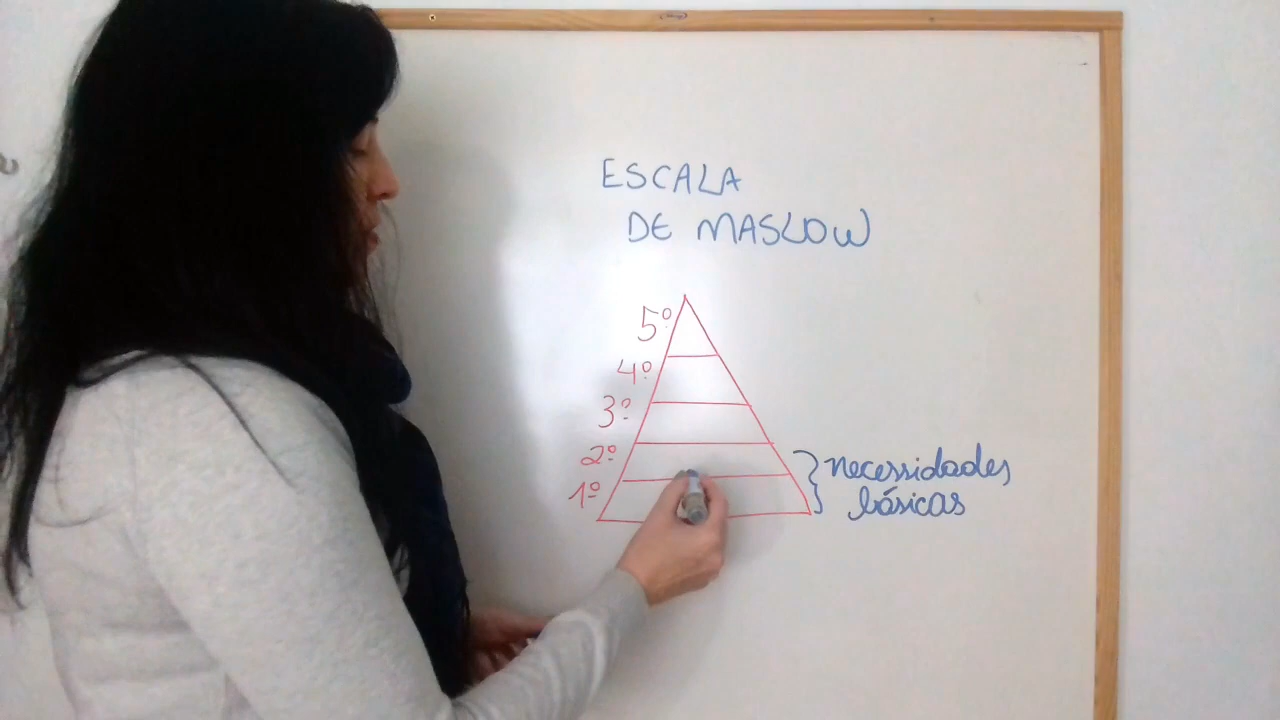 ESCALA
DE MASLOW
5º
4º
3º
2º
1º
necessidades
básicas